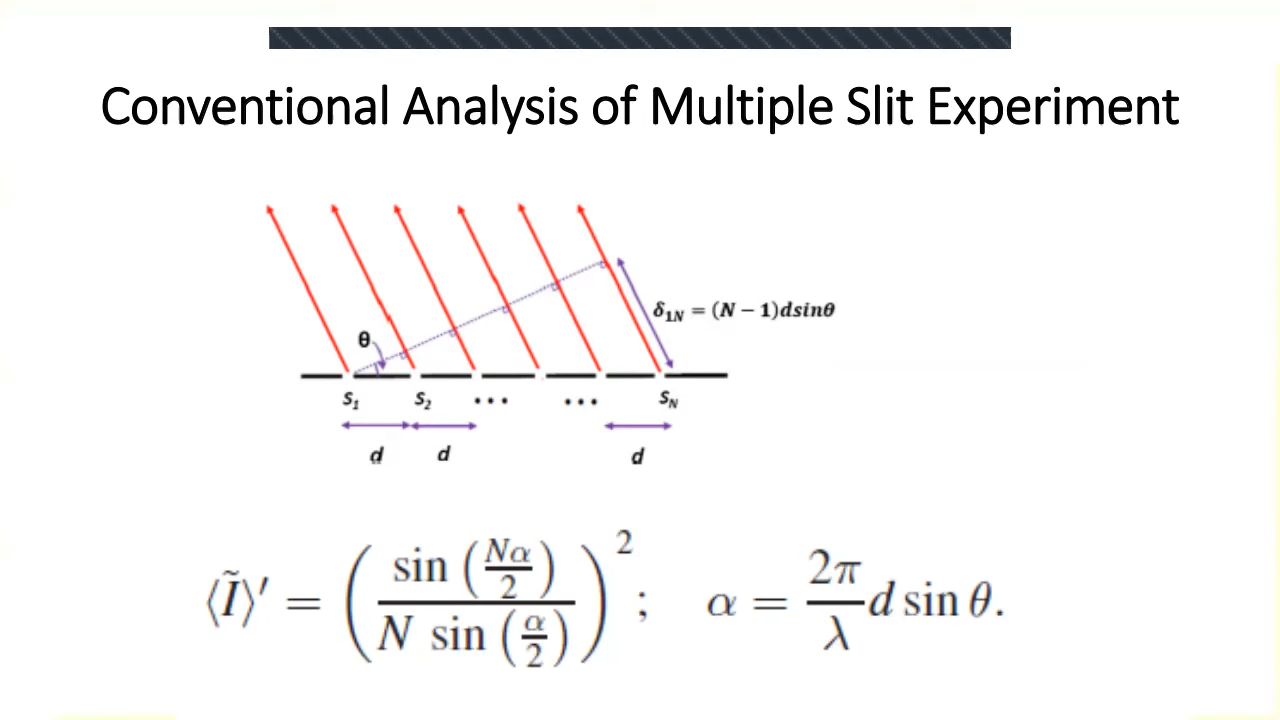 Conventional Analysis of Multiple Slit Experiment
δ₁N = (N − 1)dsinθ
θ
S₁ S₂ ••• ••• SN
d d d
⟨Ĩ⟩′ = (sin (Nα/2) / N sin (α/2))² ; α = 2π/λ d sin θ.